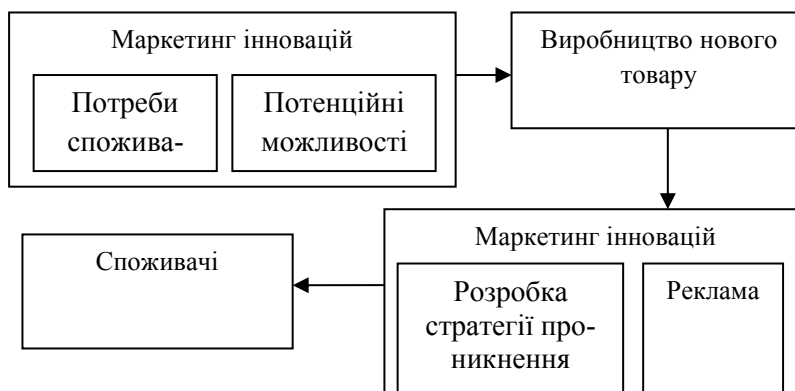 Маркетинг інновацій
Потреби
спожива-
Потенційні
можливості
Виробництво нового
товару
Споживачі
Маркетинг інновацій
Розробка
стратегії про-
никнення
Реклама